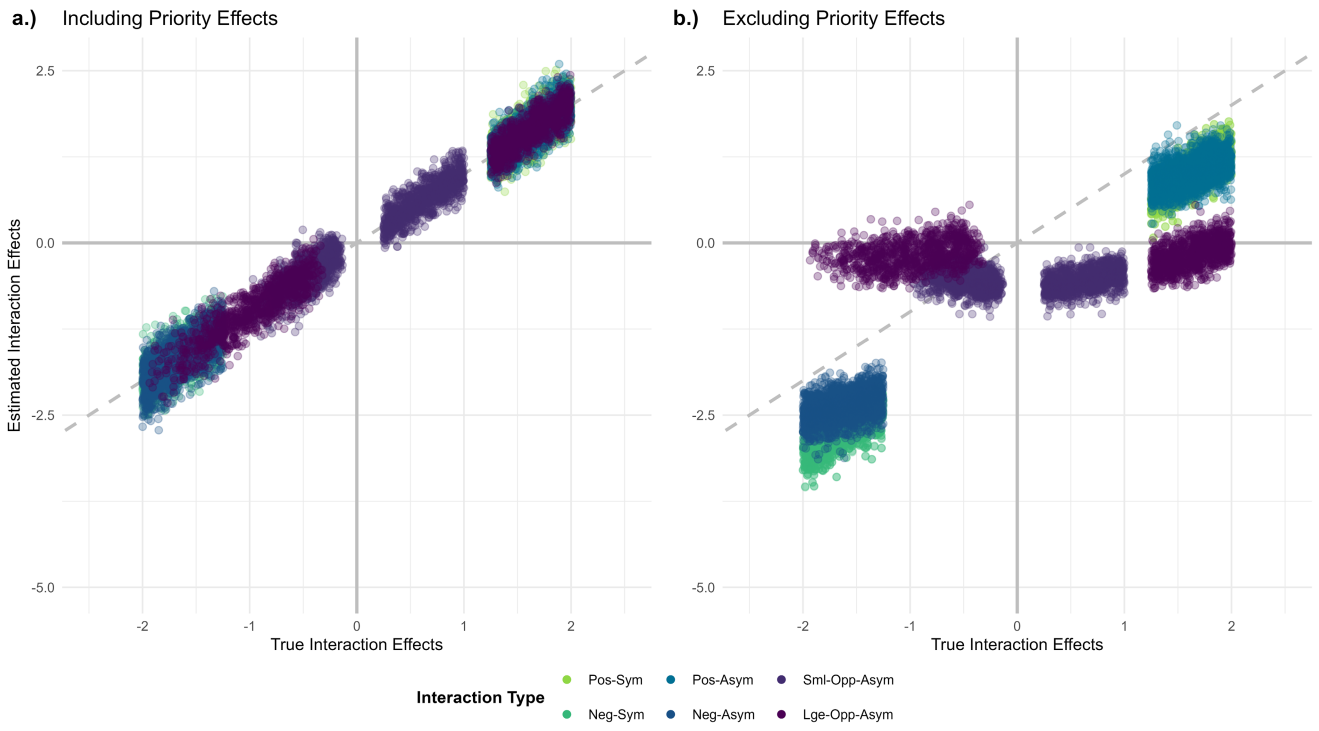 a.) Including Priority Effects
b.) Excluding Priority Effects
Estimated Interaction Effects
2.5
0.0
-2.5
-5.0
-2 -1 0 1 2
True Interaction Effects
2.5
0.0
-2.5
-5.0
-2 -1 0 1 2
True Interaction Effects
Interaction Type
Pos-Sym Pos-Asym Sml-Opp-Asym
Neg-Sym Neg-Asym Lge-Opp-Asym